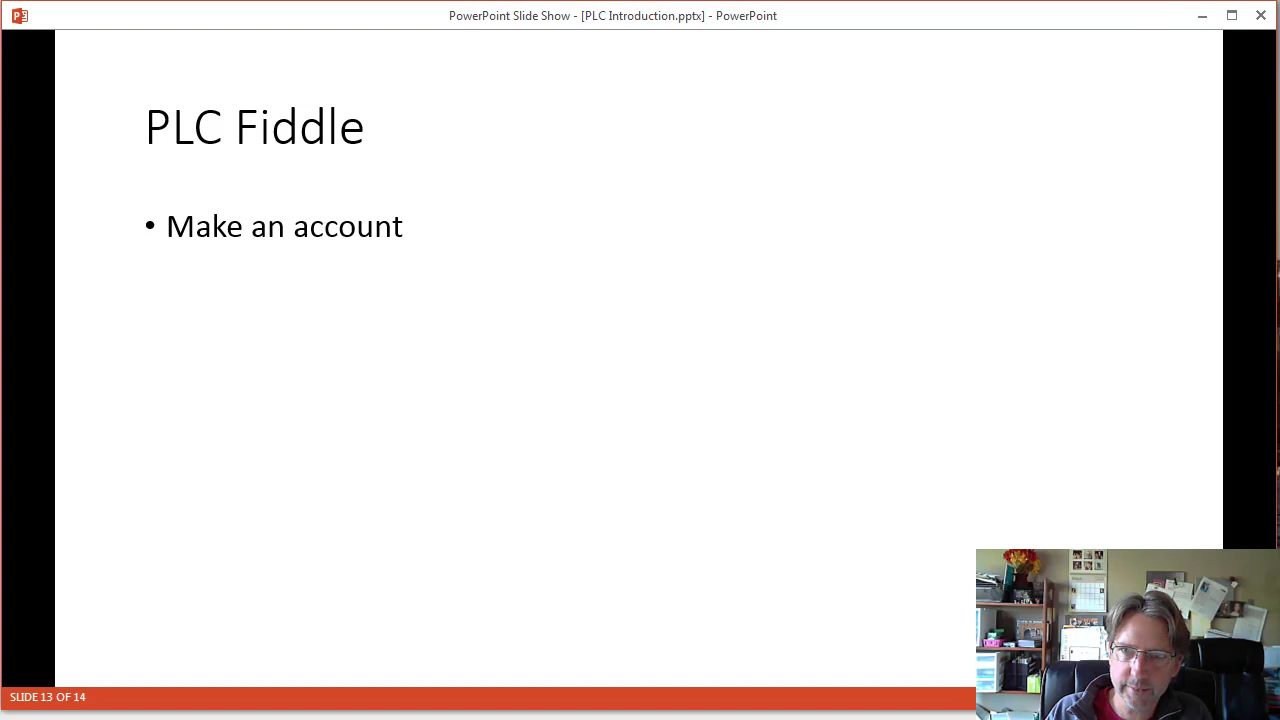 PowerPoint Slide Show - [PLC Introduction.pptx] - PowerPoint
PLC Fiddle
• Make an account
SLIDE 13 OF 14